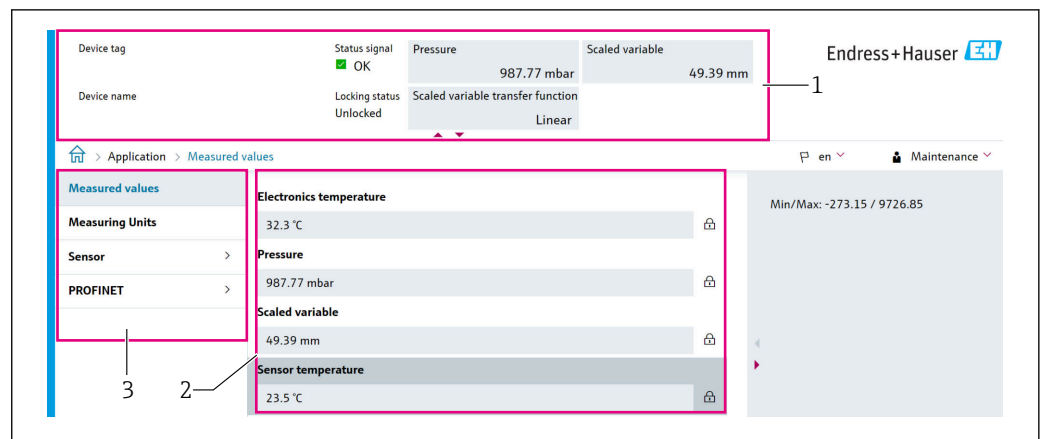 Device tag
Status signal
OK
Pressure
987.77 mbar
Scaled variable
49.39 mm
Endress+Hauser EH
1
Device name
Locking status
Unlocked
Scaled variable transfer function
Linear
> Application > Measured values
en
Maintenance
Measured values
Measuring Units
Sensor >
PROFINET >
3
2
Electronics temperature
32.3 °C
Pressure
987.77 mbar
Scaled variable
49.39 mm
Sensor temperature
23.5 °C
Min/Max: -273.15 / 9726.85